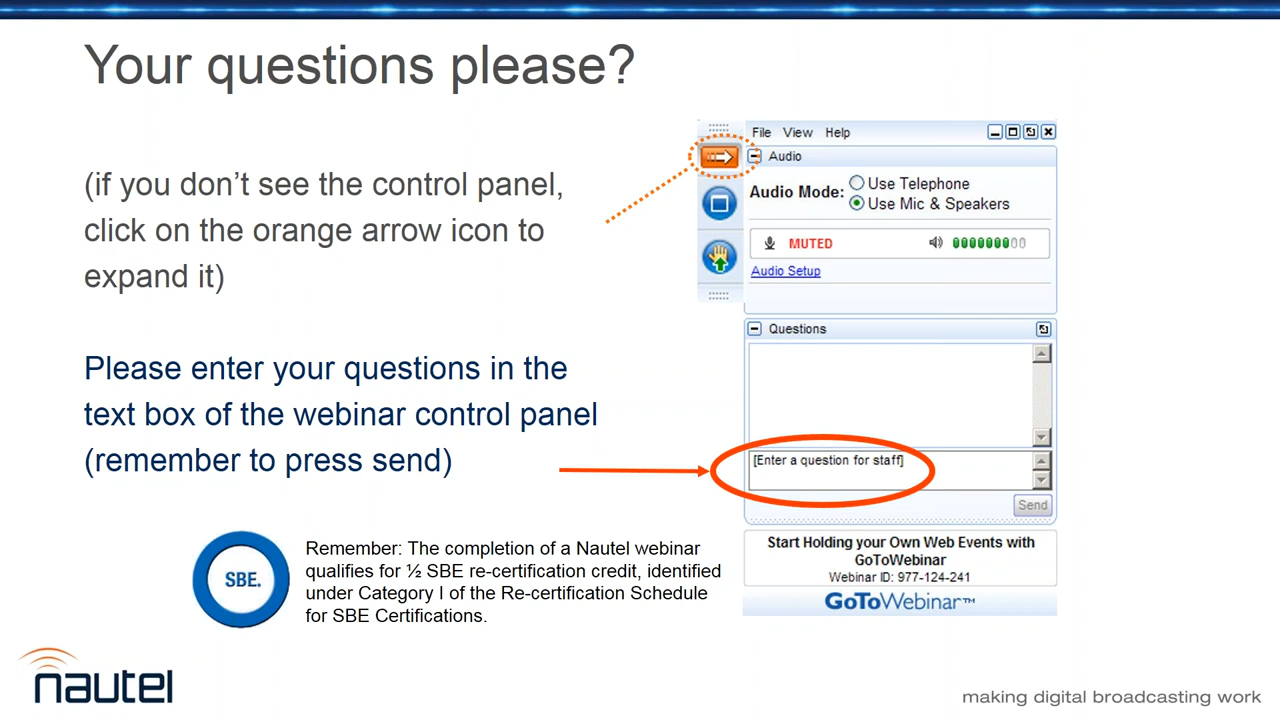 Your questions please?
(if you don’t see the control panel,
click on the orange arrow icon to
expand it)
Please enter your questions in the
text box of the webinar control panel
(remember to press send)
File View Help
Audio
Audio Mode: Use Telephone
Use Mic & Speakers
MUTED
Audio Setup
Questions
[Enter a question for staff]
Send
Start Holding your Own Web Events with
GoToWebinar
Webinar ID: 977-124-241
GoToWebinar™
SBE.
Remember: The completion of a Nautel webinar
qualifies for ½ SBE re-certification credit, identified
under Category I of the Re-certification Schedule
for SBE Certifications.
nautel
making digital broadcasting work